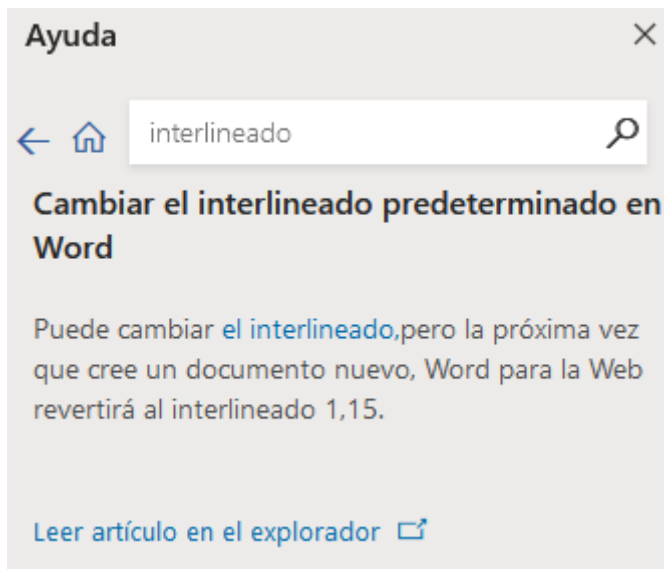 Ayuda
interlineado
Cambiar el interlineado predeterminado en
Word
Puede cambiar el interlineado,pero la próxima vez
que cree un documento nuevo, Word para la Web
revertirá al interlineado 1,15.
Leer artículo en el explorador